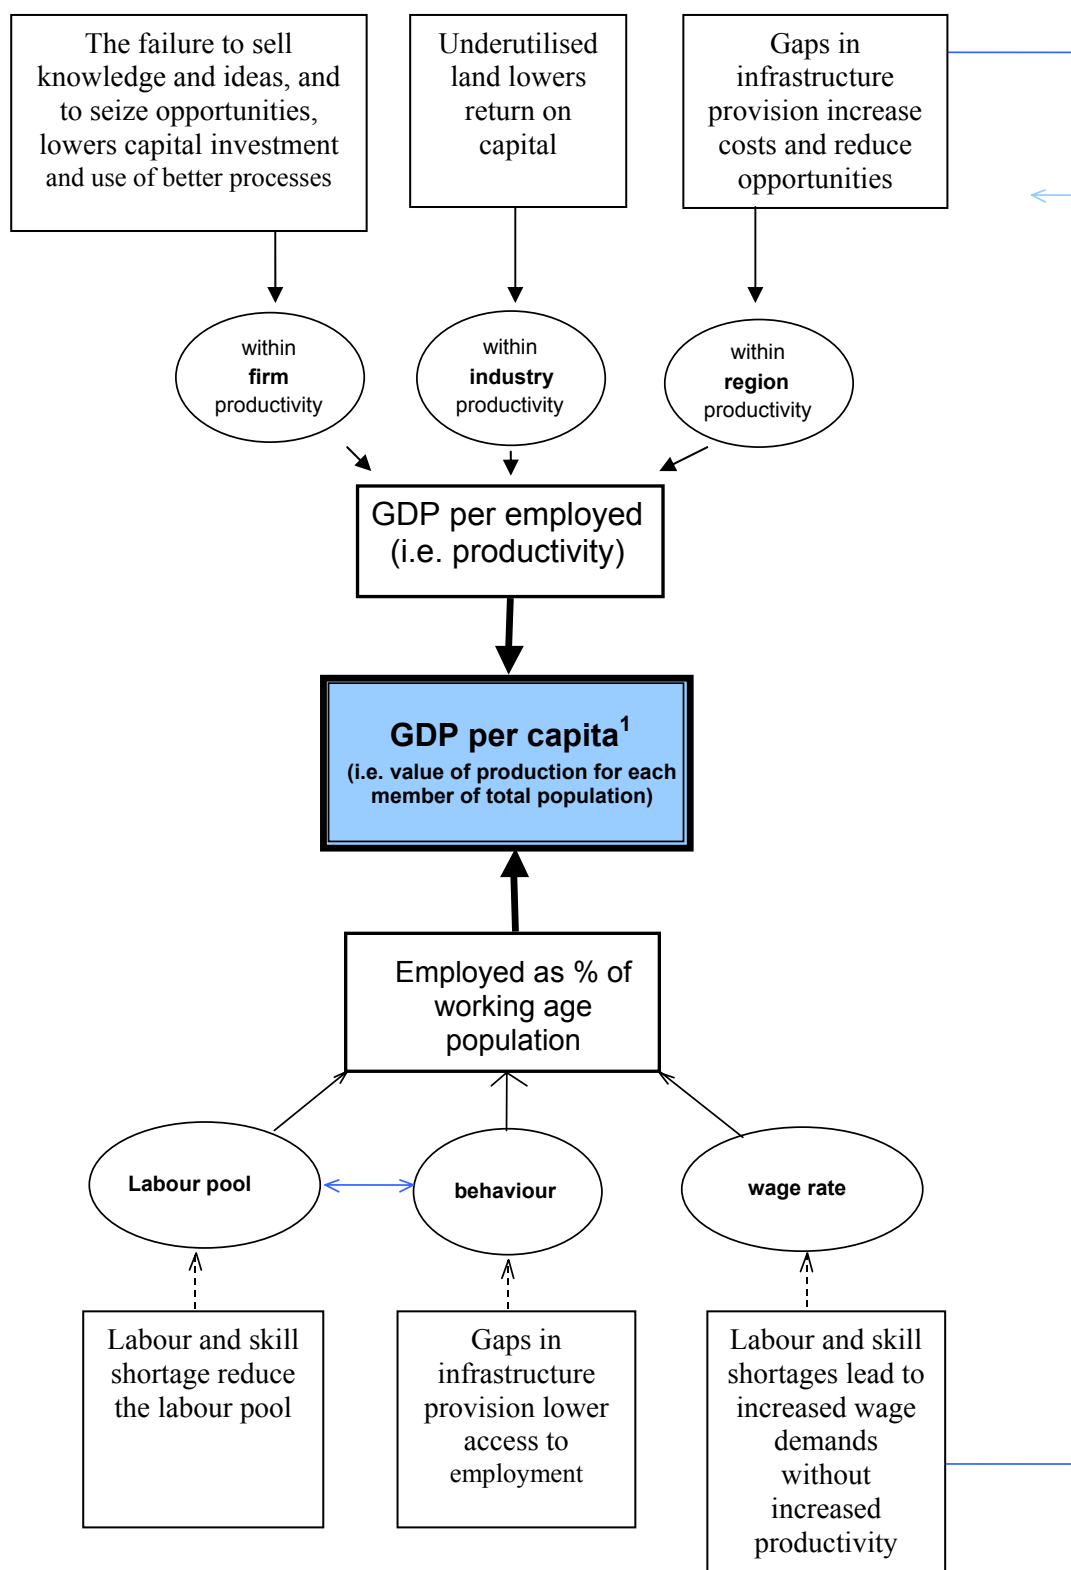 The failure to sell
knowledge and ideas, and
to seize opportunities,
lowers capital investment
and use of better processes
Underutilised
land lowers
return on
capital
Gaps in
infrastructure
provision increase
costs and reduce
opportunities
within
firm
productivity
within
industry
productivity
within
region
productivity
GDP per employed
(i.e. productivity)
GDP per capita¹
(i.e. value of production for each
member of total population)
Employed as % of
working age
population
Labour pool
behaviour
wage rate
Labour and skill
shortage reduce
the labour pool
Gaps in
infrastructure
provision lower
access to
employment
Labour and skill
shortages lead to
increased wage
demands
without
increased
productivity